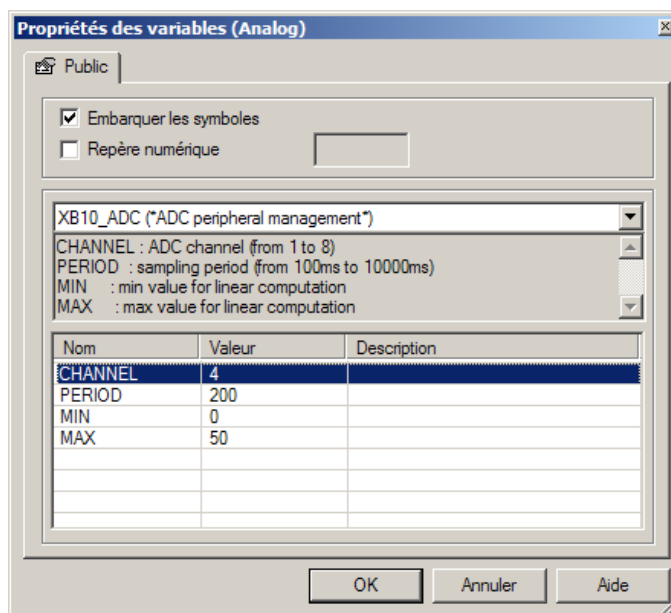 Propriétés des variables (Analog)
Public
Embarquer les symboles
Repère numérique
XB10_ADC (*ADC peripheral management*)
CHANNEL : ADC channel (from 1 to 8)
PERIOD : sampling period (from 100ms to 10000ms)
MIN : min value for linear computation
MAX : max value for linear computation
Nom Valeur Description
CHANNEL 4
PERIOD 200
MIN 0
MAX 50
OK Annuler Aide